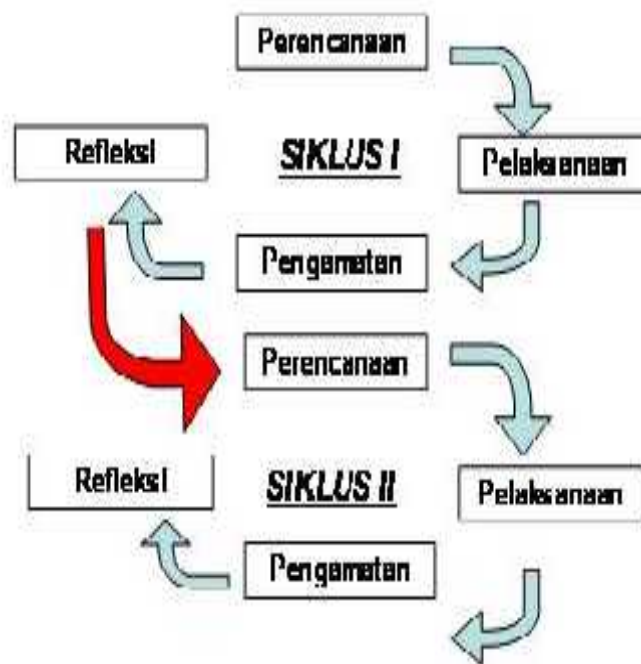 Perencanaan
Refleksi
SIKLUS I
Pelaksanaan
Pengamatan
Perencanaan
Refleksi
SIKLUS II
Pelaksanaan
Pengamatan